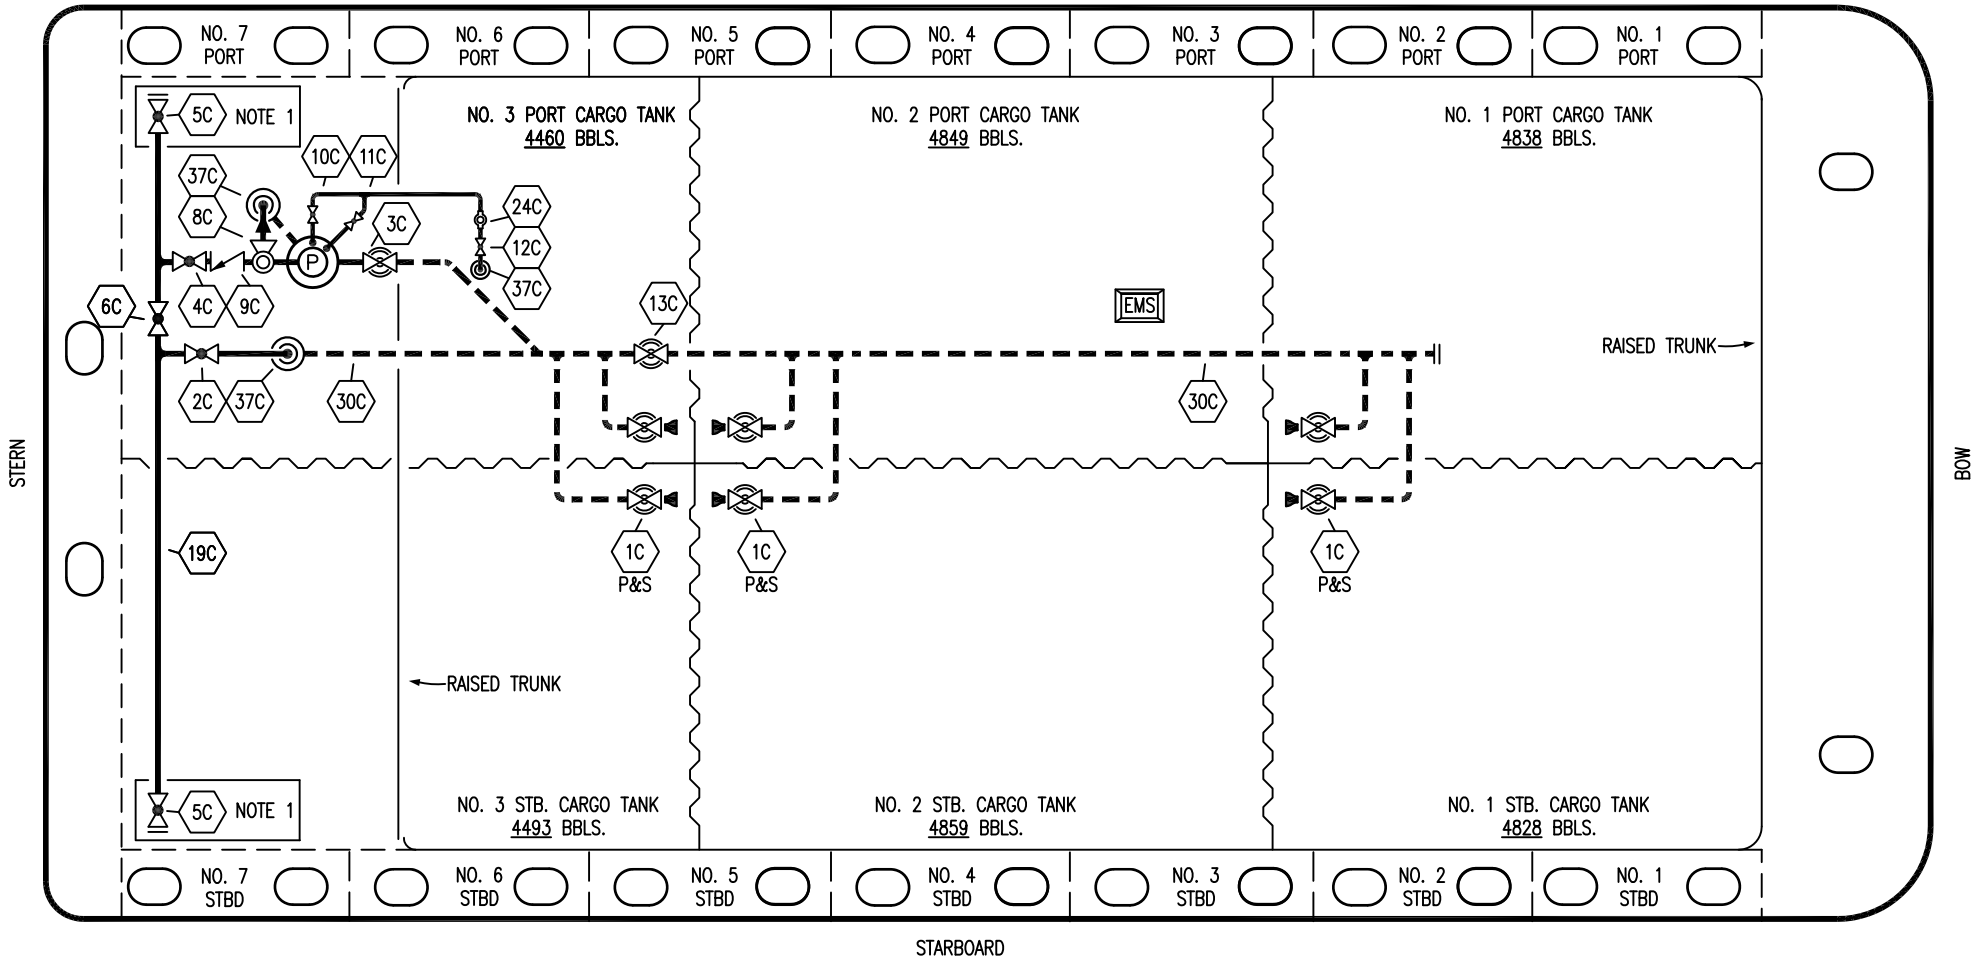 NO. 7
PORT
NO. 6
PORT
NO. 5
PORT
NO. 4
PORT
NO. 3
PORT
NO. 2
PORT
NO. 1
PORT
5C
NOTE 1
NO. 3 PORT CARGO TANK
4460 BBLS.
NO. 2 PORT CARGO TANK
4849 BBLS.
NO. 1 PORT CARGO TANK
4838 BBLS.
10C
11C
37C
8C
3C
24C
12C
37C
P
6C
4C
9C
13C
EMS
RAISED TRUNK
2C
37C
30C
30C
STERN
BOW
19C
1C
P&S
1C
P&S
1C
P&S
RAISED TRUNK
5C
NOTE 1
NO. 3 STB. CARGO TANK
4493 BBLS.
NO. 2 STB. CARGO TANK
4859 BBLS.
NO. 1 STB. CARGO TANK
4828 BBLS.
NO. 7
STBD
NO. 6
STBD
NO. 5
STBD
NO. 4
STBD
NO. 3
STBD
NO. 2
STBD
NO. 1
STBD
STARBOARD